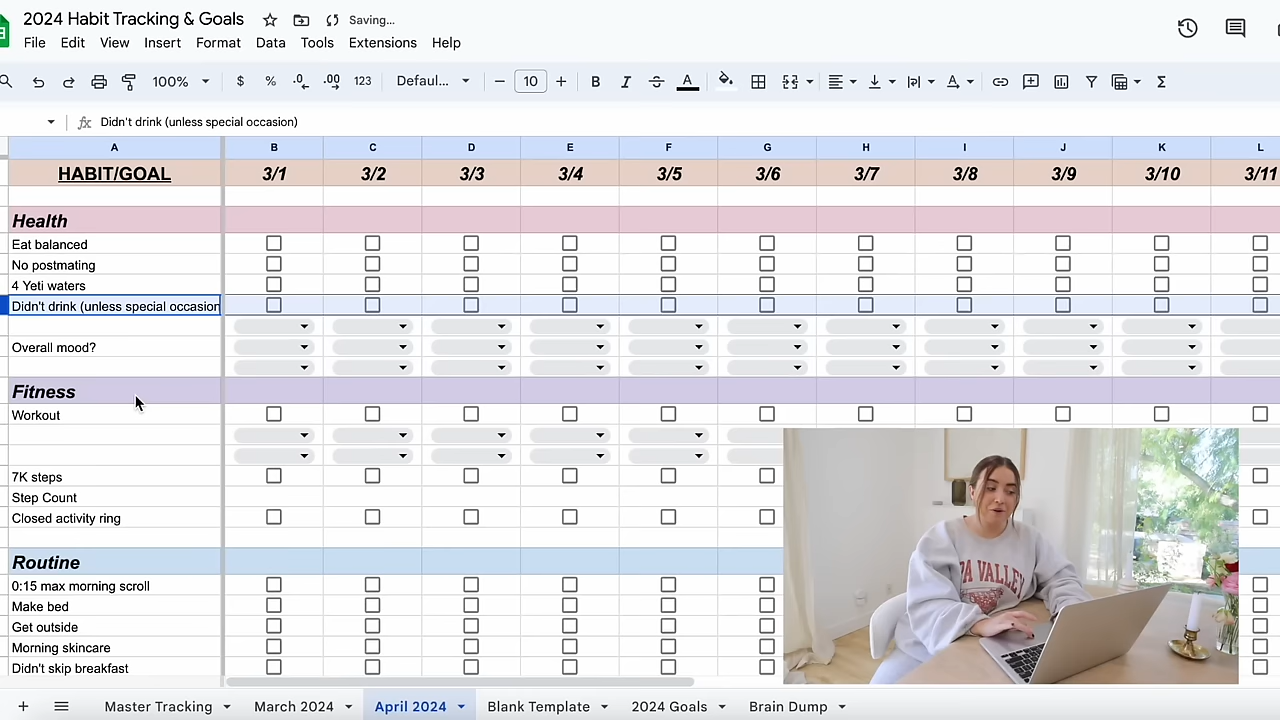 2024 Habit Tracking & Goals Saving...
File Edit View Insert Format Data Tools Extensions Help
100% $ % .0 .00 123 Defaul... 10 B I A Σ
fx Didn't drink (unless special occasion)
A B C D E F G H I J K L
HABIT/GOAL 3/1 3/2 3/3 3/4 3/5 3/6 3/7 3/8 3/9 3/10 3/11
Health
Eat balanced
No postmating
4 Yeti waters
Didn't drink (unless special occasion
Overall mood?
Fitness
Workout
7K steps
Step Count
Closed activity ring
PA VALLEY
Routine
0:15 max morning scroll
Make bed
Get outside
Morning skincare
Didn't skip breakfast
Master Tracking March 2024 April 2024 Blank Template 2024 Goals Brain Dump